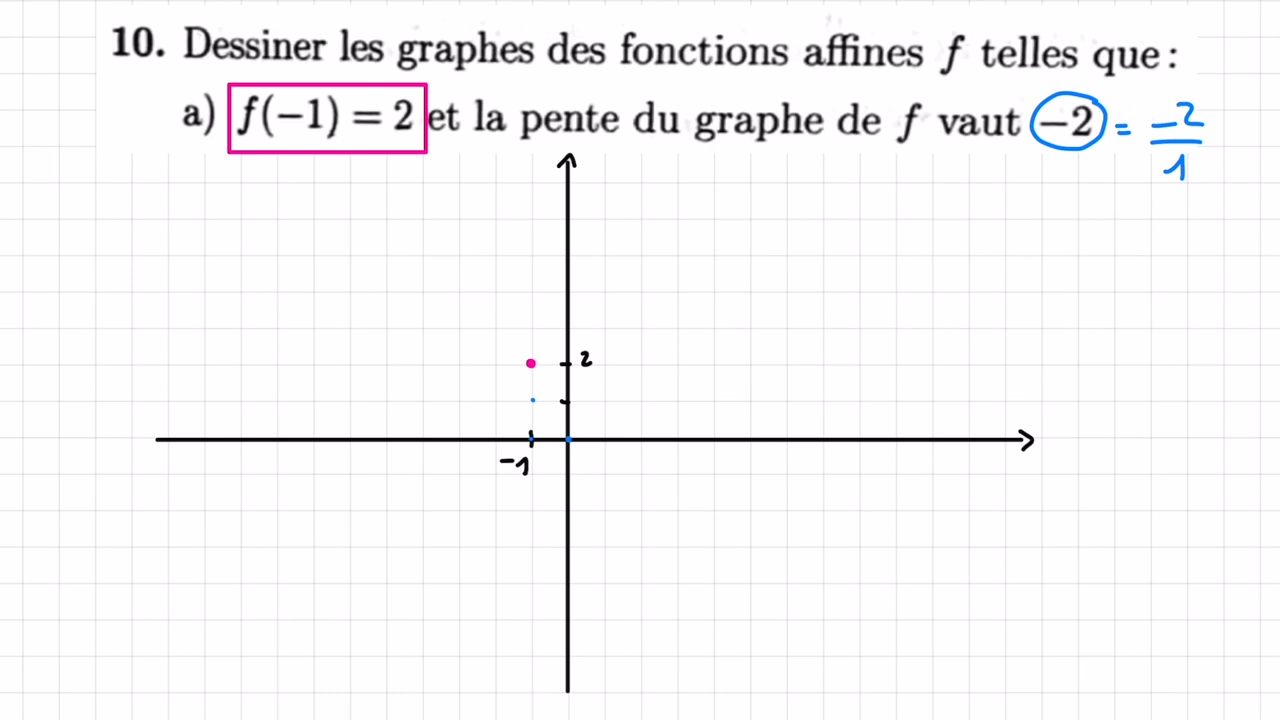 10. Dessiner les graphes des fonctions affines f telles que :
a) f(−1) = 2 et la pente du graphe de f vaut −2 = −2/1
2
−1